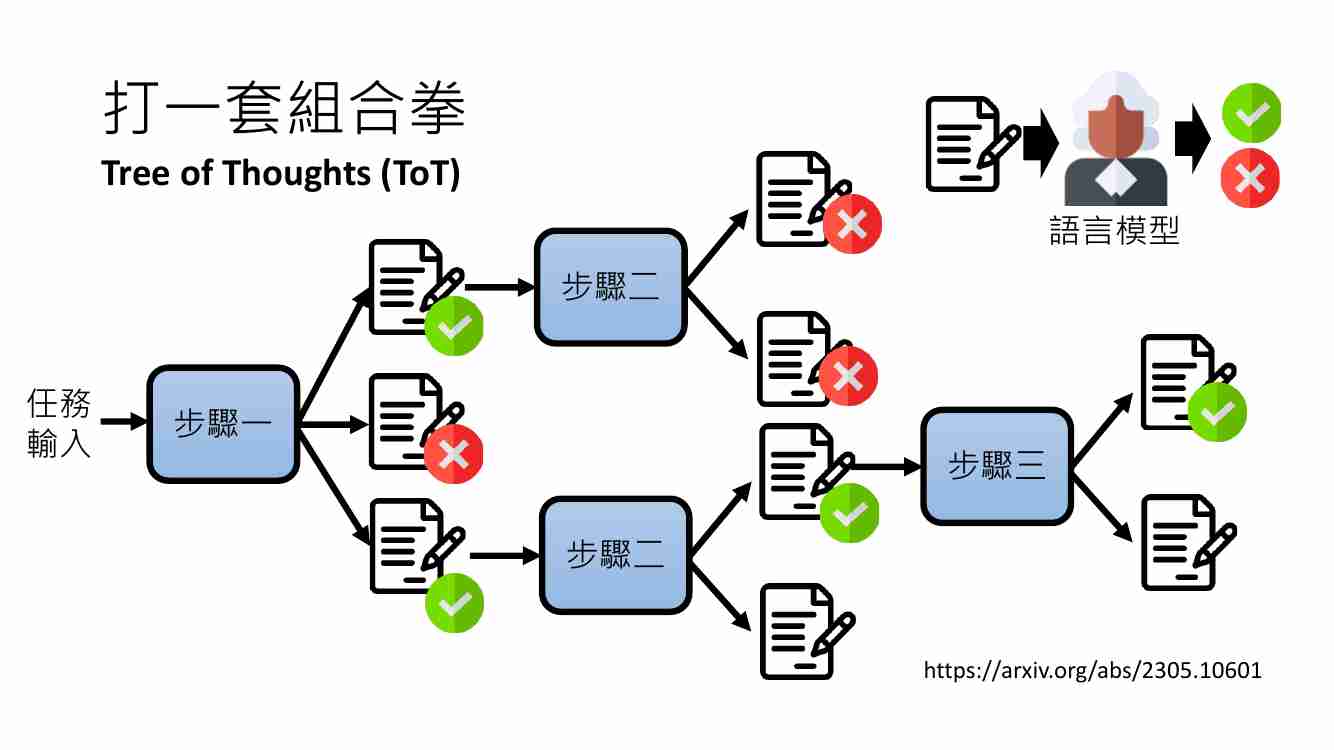 打一套組合拳
Tree of Thoughts (ToT)
語言模型
步驟二
任務
輸入
步驟一
步驟三
步驟二
https://arxiv.org/abs/2305.10601